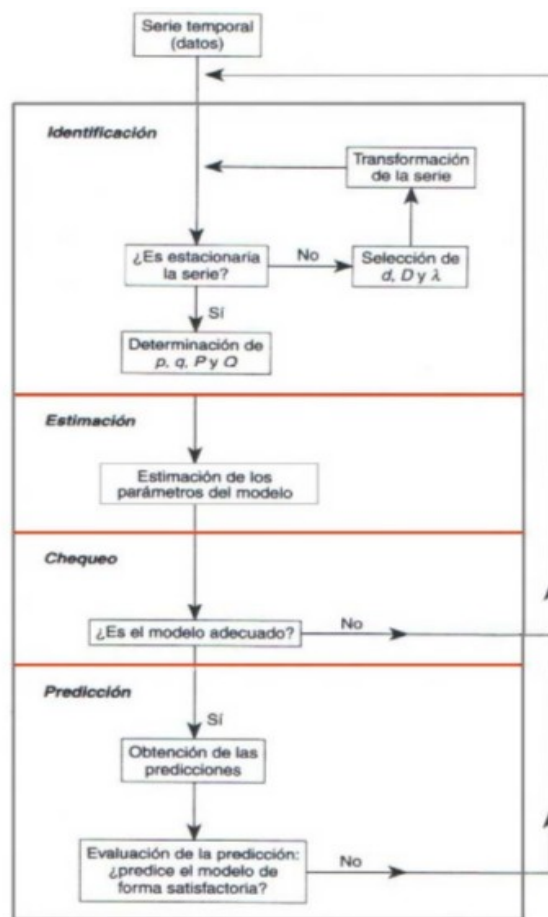 Serie temporal
(datos)
Identificación
Transformación
de la serie
¿Es estacionaria
la serie?
No
Selección de
d, D y λ
Sí
Determinación de
p, q, P y Q
Estimación
Estimación de los
parámetros del modelo
Chequeo
¿Es el modelo adecuado?
No
Predicción
Sí
Obtención de las
predicciones
Evaluación de la predicción:
¿predice el modelo de
forma satisfactoria?
No